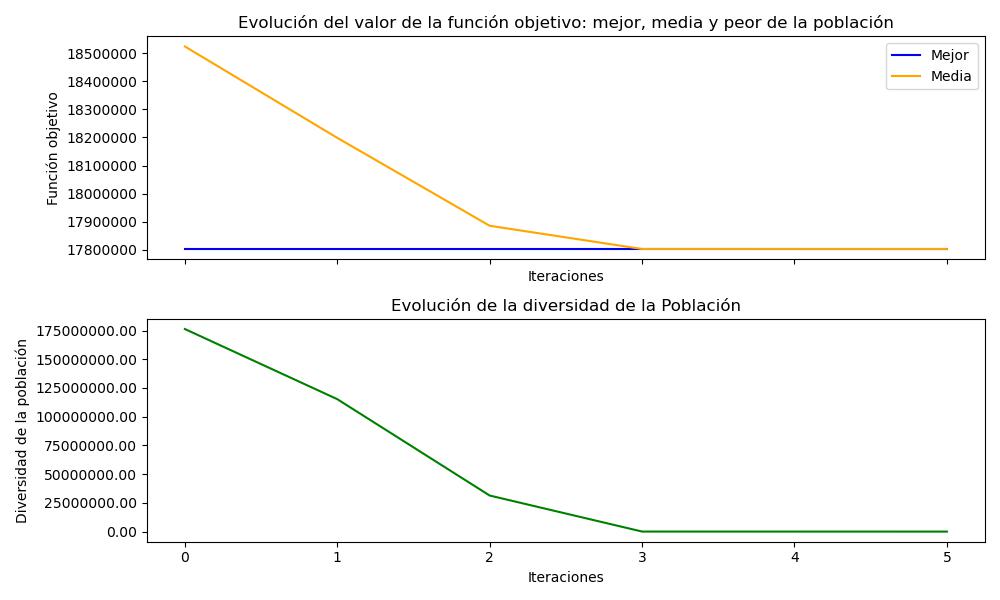 Evolución del valor de la función objetivo: mejor, media y peor de la población
Función objetivo
18500000
18400000
18300000
18200000
18100000
18000000
17900000
17800000
Mejor
Media
Iteraciones
Evolución de la diversidad de la Población
Diversidad de la población
175000000.00
150000000.00
125000000.00
100000000.00
75000000.00
50000000.00
25000000.00
0.00
0 1 2 3 4 5
Iteraciones